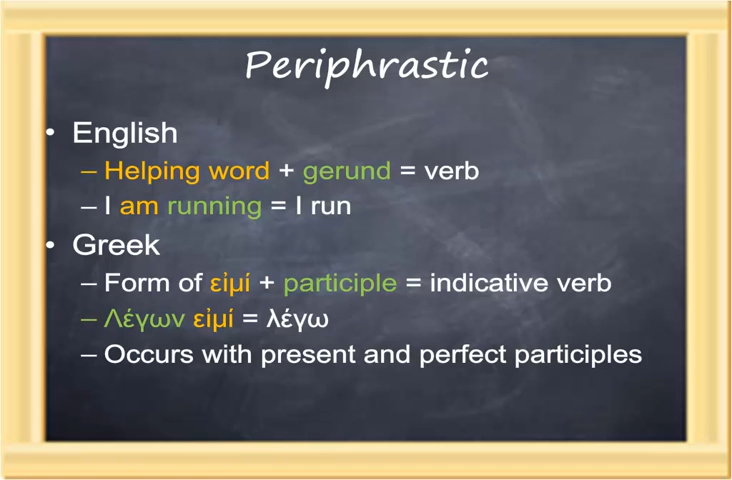 Periphrastic
• English
– Helping word + gerund = verb
– I am running = I run
• Greek
– Form of εἰμί + participle = indicative verb
– Λέγων εἰμί = λέγω
– Occurs with present and perfect participles